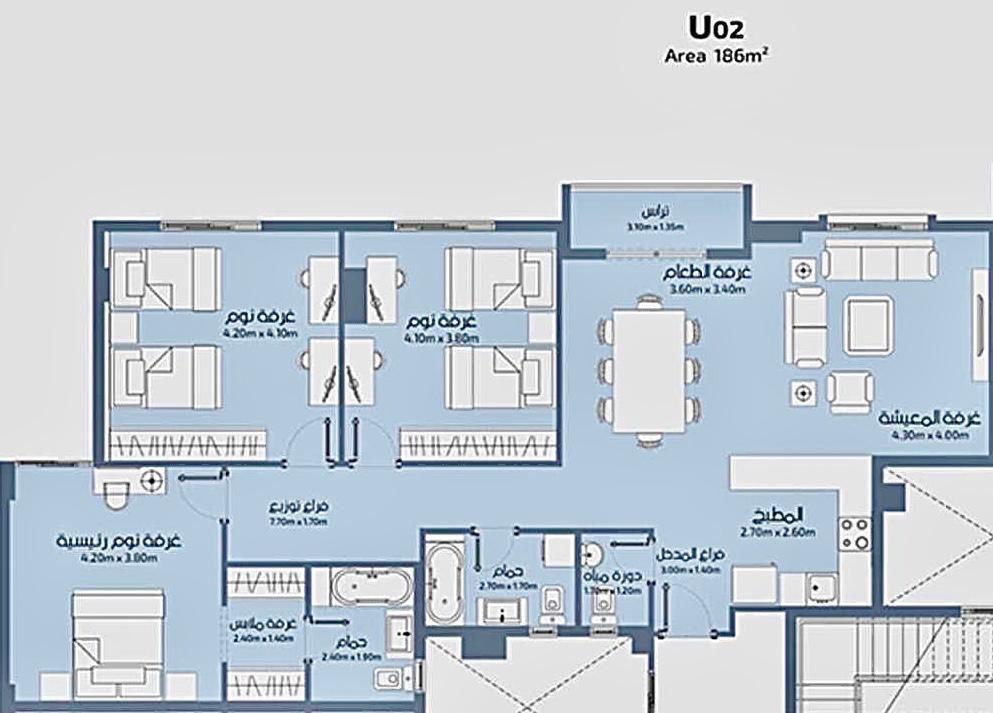 U02
Area 186m²
تراس
3.10m x 1.35m
غرفة الطعام
3.60m x 3.40m
غرفة نوم
4.20m x 4.10m
غرفة نوم
4.10m x 3.80m
غرفة المعيشة
4.30m x 4.00m
فراغ توزيع
7.70m x 1.70m
المطبخ
2.70m x 2.60m
غرفة نوم رئيسية
4.20m x 3.80m
فراغ المدخل
3.00m x 1.40m
حمام
2.70m x 1.70m
دورة مياه
1.70m x 1.20m
غرفة ملابس
2.40m x 1.40m
حمام
2.40m x 1.90m